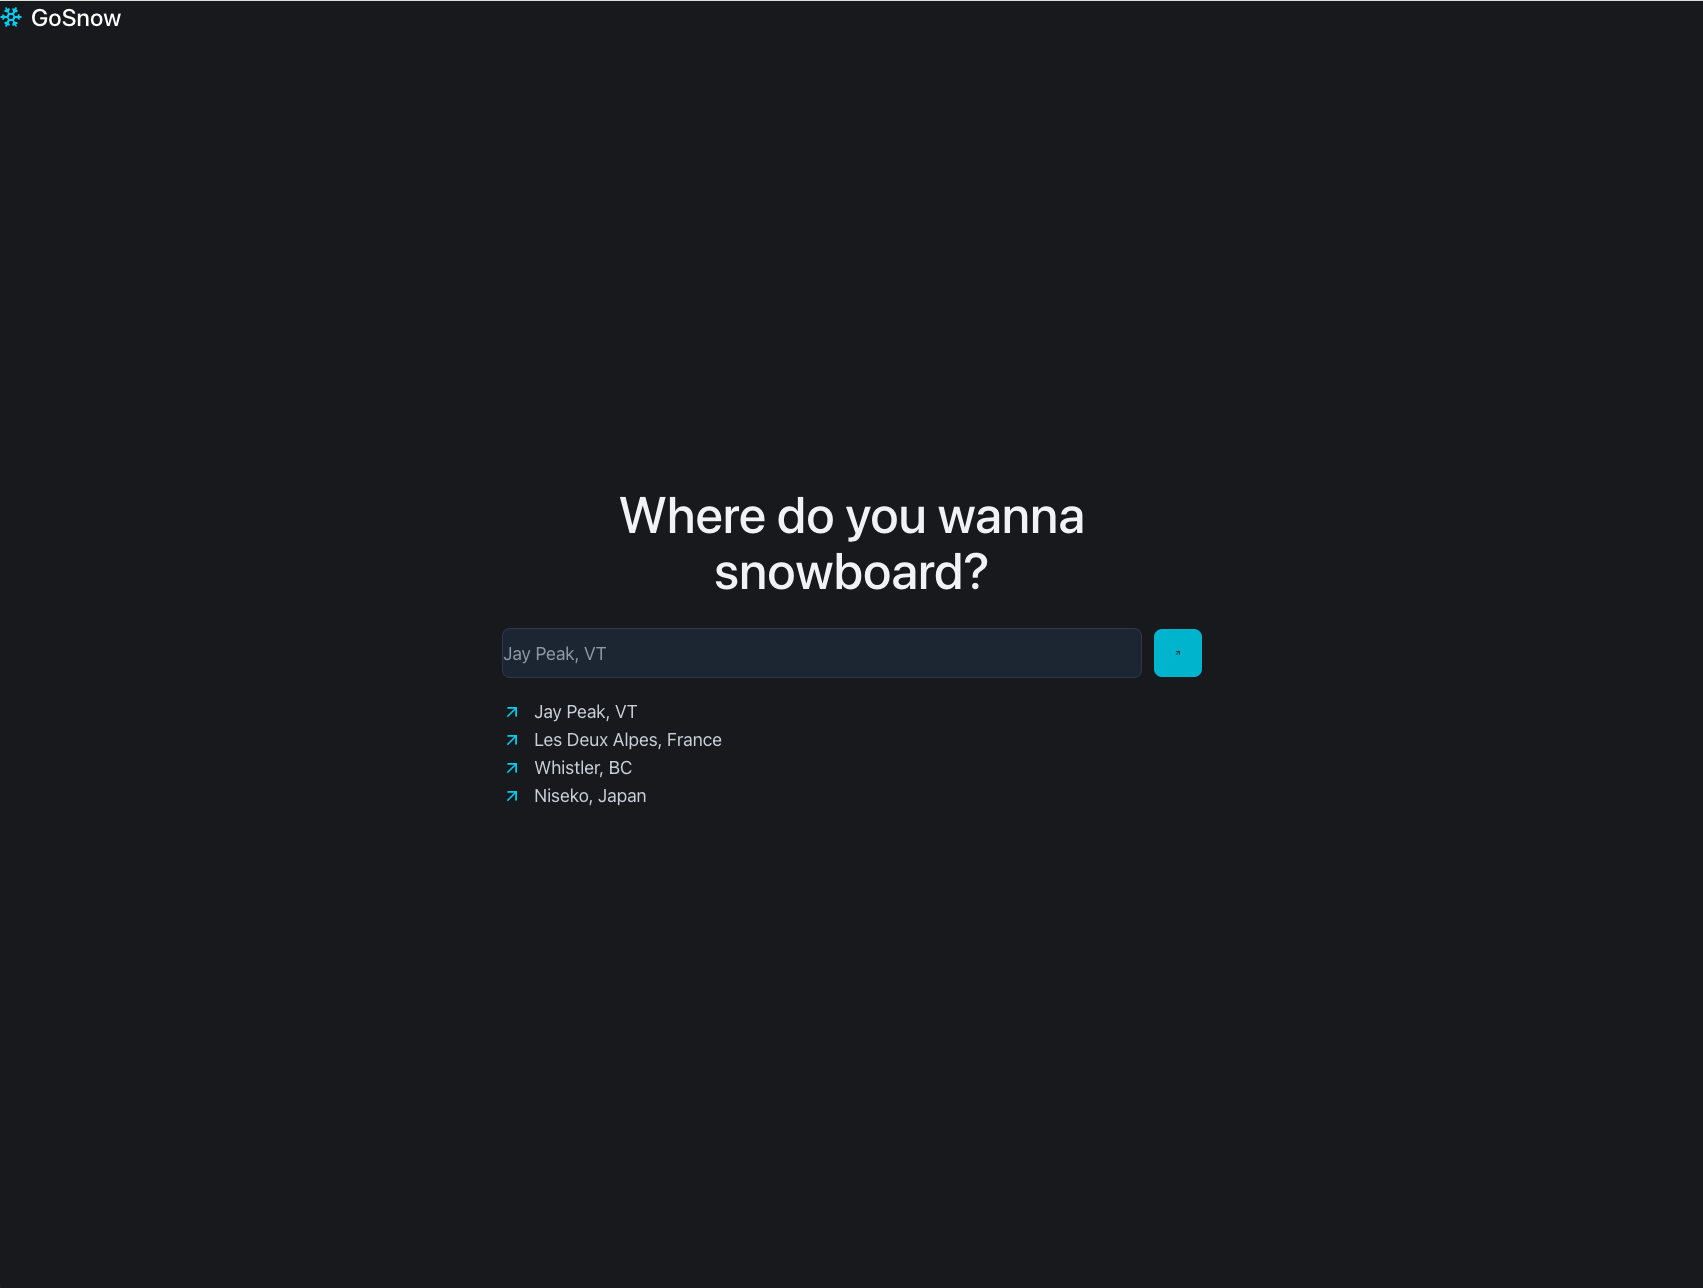 GoSnow
Where do you wanna
snowboard?
Jay Peak, VT
Jay Peak, VT
Les Deux Alpes, France
Whistler, BC
Niseko, Japan